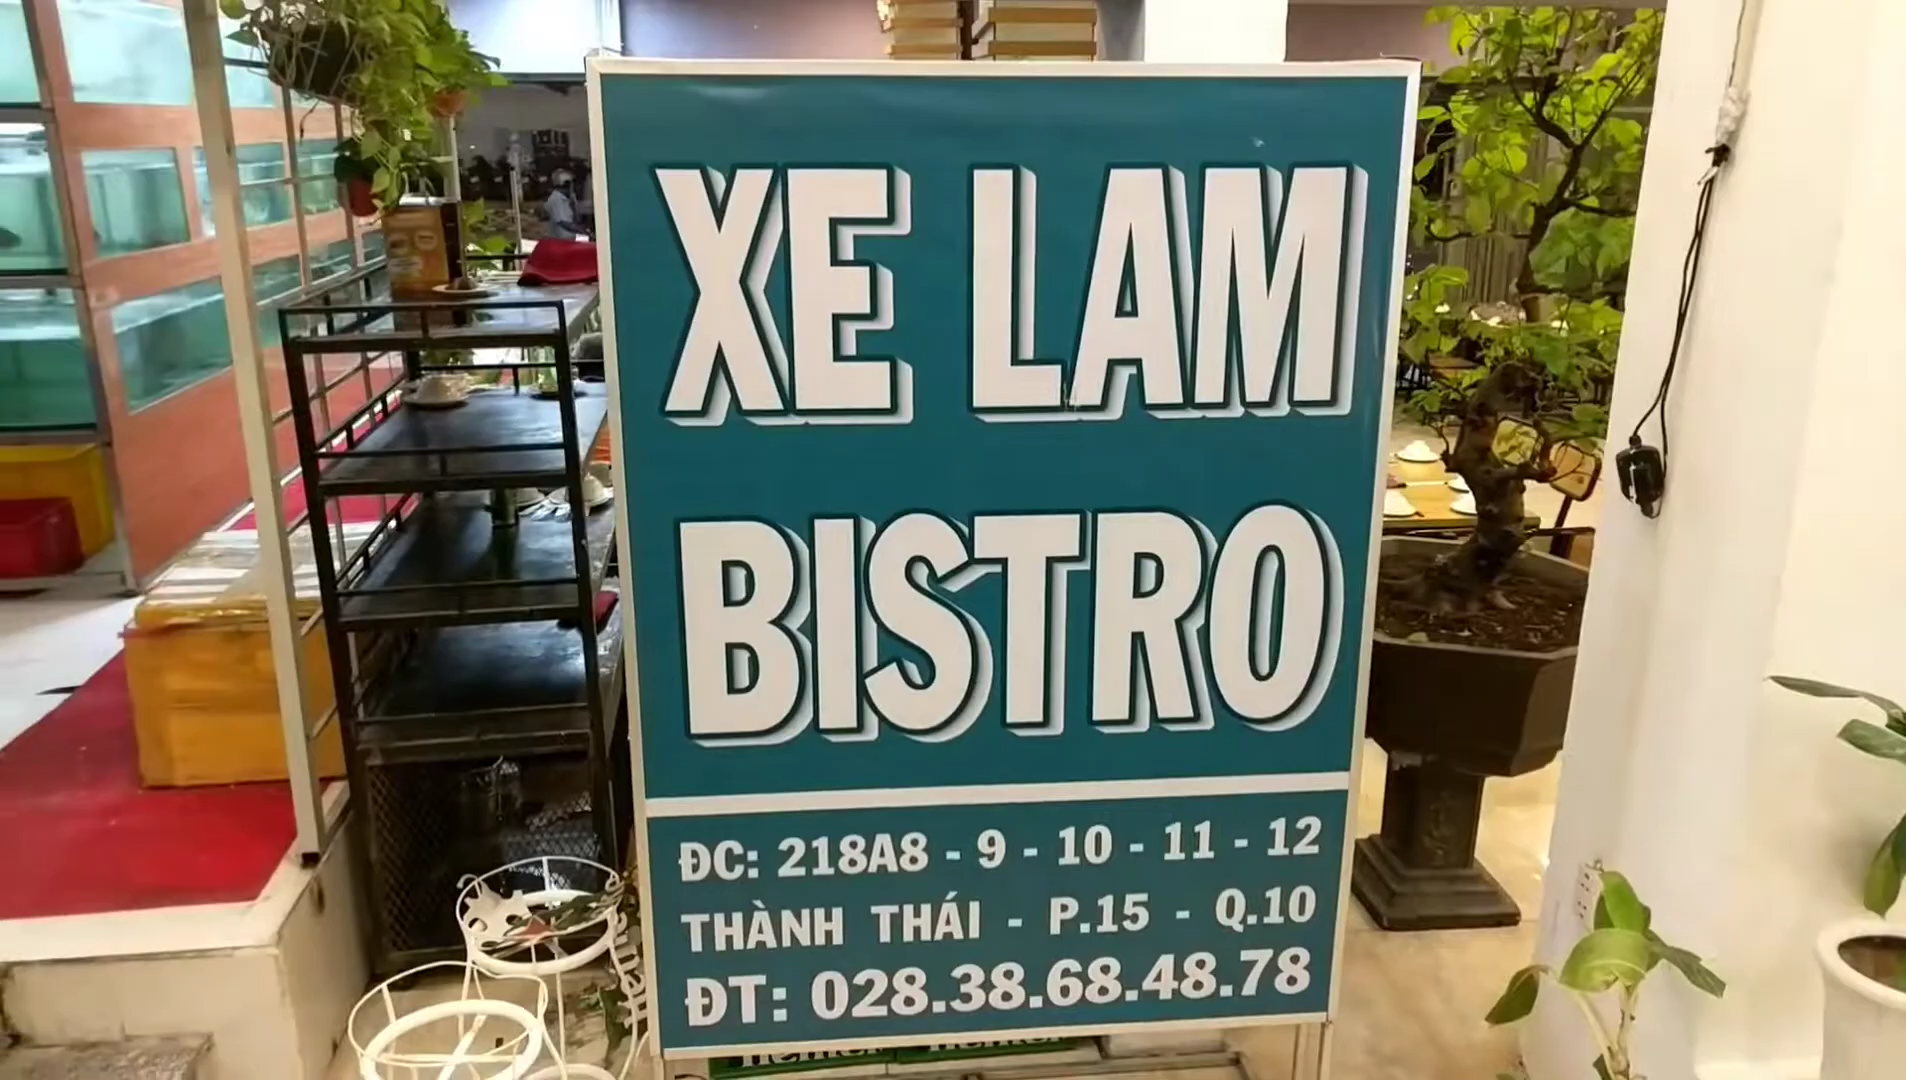 XE LAM
BISTRO
ĐC: 218A8 - 9 - 10 - 11 - 12
THÀNH THÁI - P.15 - Q.10
ĐT: 028.38.68.48.78